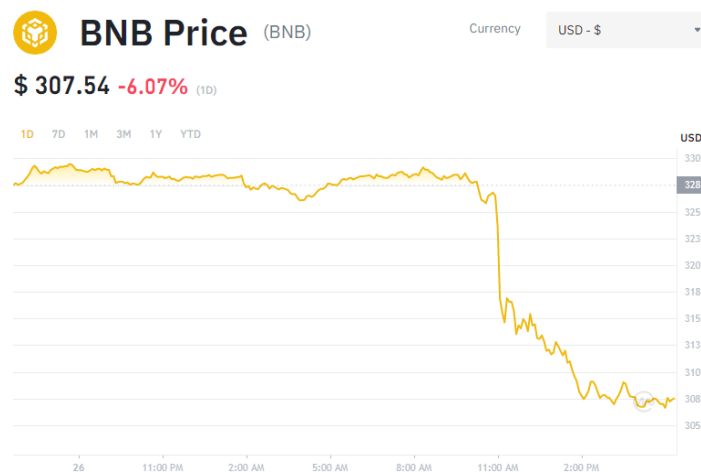 BNB Price (BNB)
Currency
USD - $
$ 307.54 -6.07% (1D)
1D 7D 1M 3M 1Y YTD
USD
330
328
325
323
320
318
315
313
310
308
305
26 11:00 PM 2:00 AM 5:00 AM 8:00 AM 11:00 AM 2:00 PM